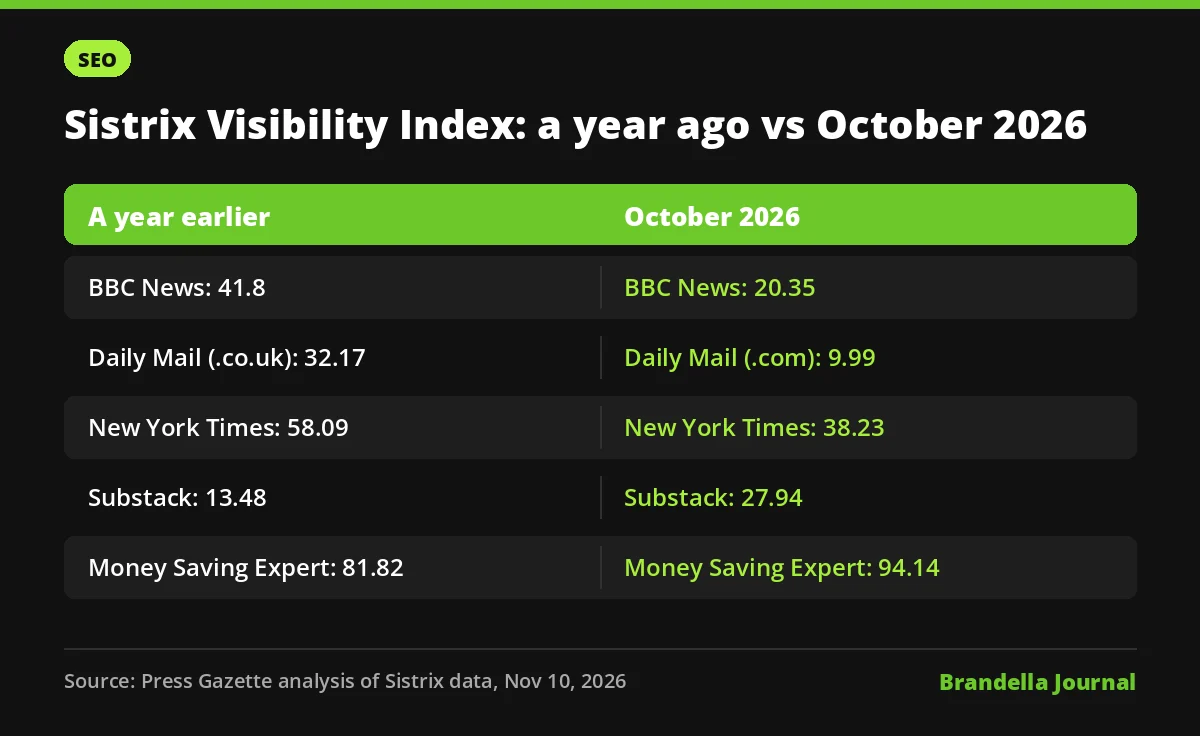 SEO
Sistrix Visibility Index: a year ago vs October 2026
A year earlier October 2026
BBC News: 41.8 BBC News: 20.35
Daily Mail (.co.uk): 32.17 Daily Mail (.com): 9.99
New York Times: 58.09 New York Times: 38.23
Substack: 13.48 Substack: 27.94
Money Saving Expert: 81.82 Money Saving Expert: 94.14
Source: Press Gazette analysis of Sistrix data, Nov 10, 2026 Brandella Journal